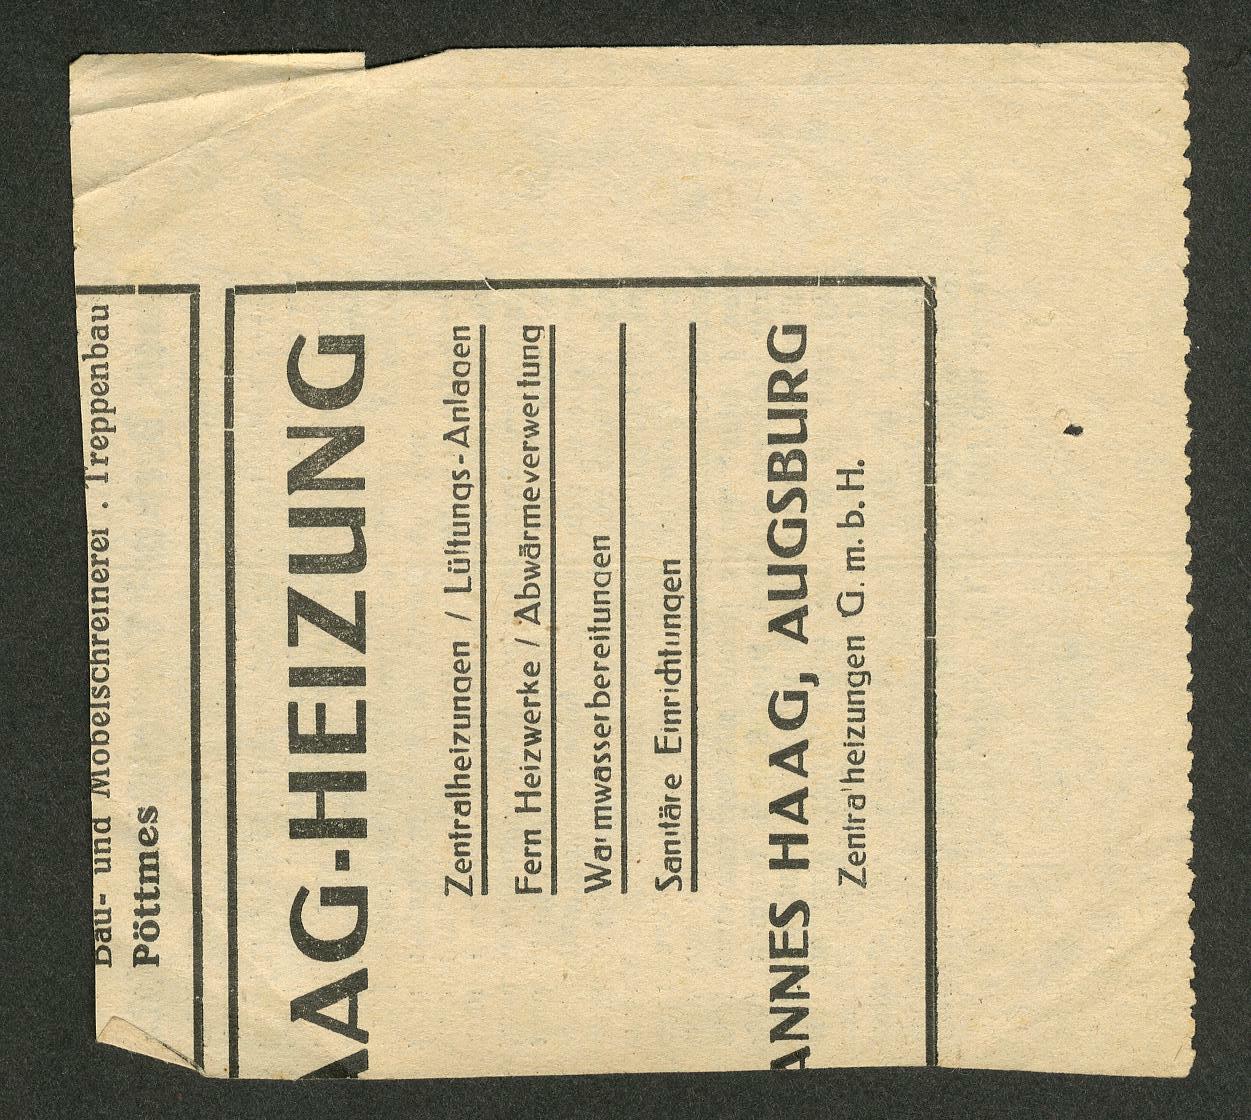 Bau- und Möbelschreinerei . Treppenbau
Pöttmes
AAG-HEIZUNG
Zentralheizungen / Lüftungs-Anlagen
Fern Heizwerke / Abwärmeverwertung
Warmwasserbereitungen
Sanitäre Einrichtungen
ANNES HAAG, AUGSBURG
Zentralheizungen G. m. b. H.